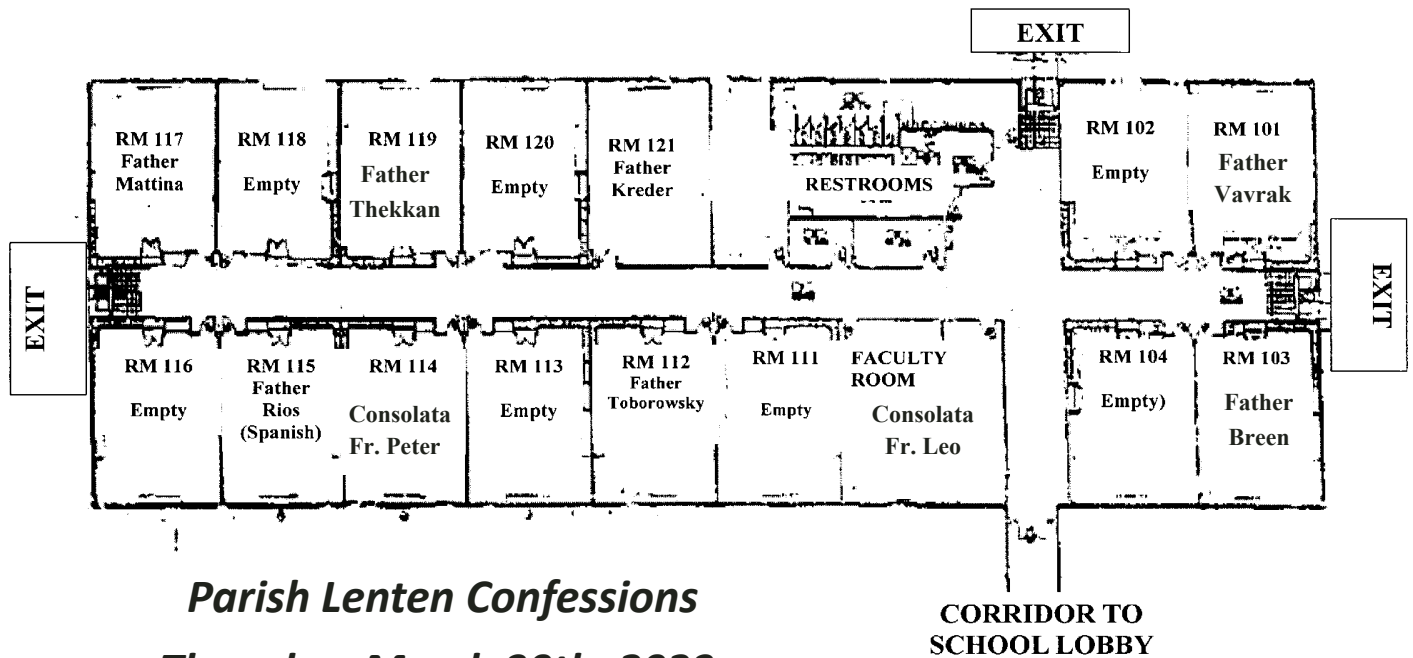 EXIT
RM 117
Father
Mattina
RM 118
Empty
RM 119
Father
Thekkan
RM 120
Empty
RM 121
Father
Kreder
RESTROOMS
RM 102
Empty
RM 101
Father
Vavrak
EXIT
EXIT
RM 116
Empty
RM 115
Father
Rios
(Spanish)
RM 114
Consolata
Fr. Peter
RM 113
Empty
RM 112
Father
Toborowsky
RM 111
Empty
FACULTY
ROOM
Consolata
Fr. Leo
RM 104
Empty)
RM 103
Father
Breen
Parish Lenten Confessions
Thursday March
CORRIDOR TO
SCHOOL LOBBY